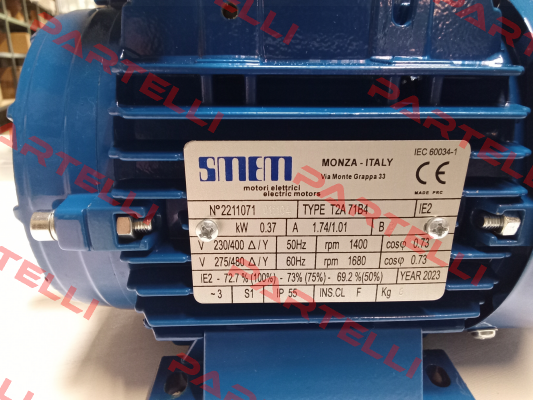 SMEM
motori elettrici
electric motors
MONZA - ITALY
Via Monte Grappa 33
IEC 60034-1
CE
MADE PRC
N° 2211071 TYPE T2A 71B4 IE2
kW 0.37 A 1.74/1.01 B
V 230/400 Δ / Y 50Hz rpm 1400 cosφ 0.73
V 275/480 Δ / Y 60Hz rpm 1680 cosφ 0.73
IE2 - 72.7 % (100%) - 73% (75%) - 69.2 % (50%) YEAR 2023
~ 3 S1 IP 55 INS.CL F Kg
PARTELLI
PARTELLI
PARTELLI
PARTELLI